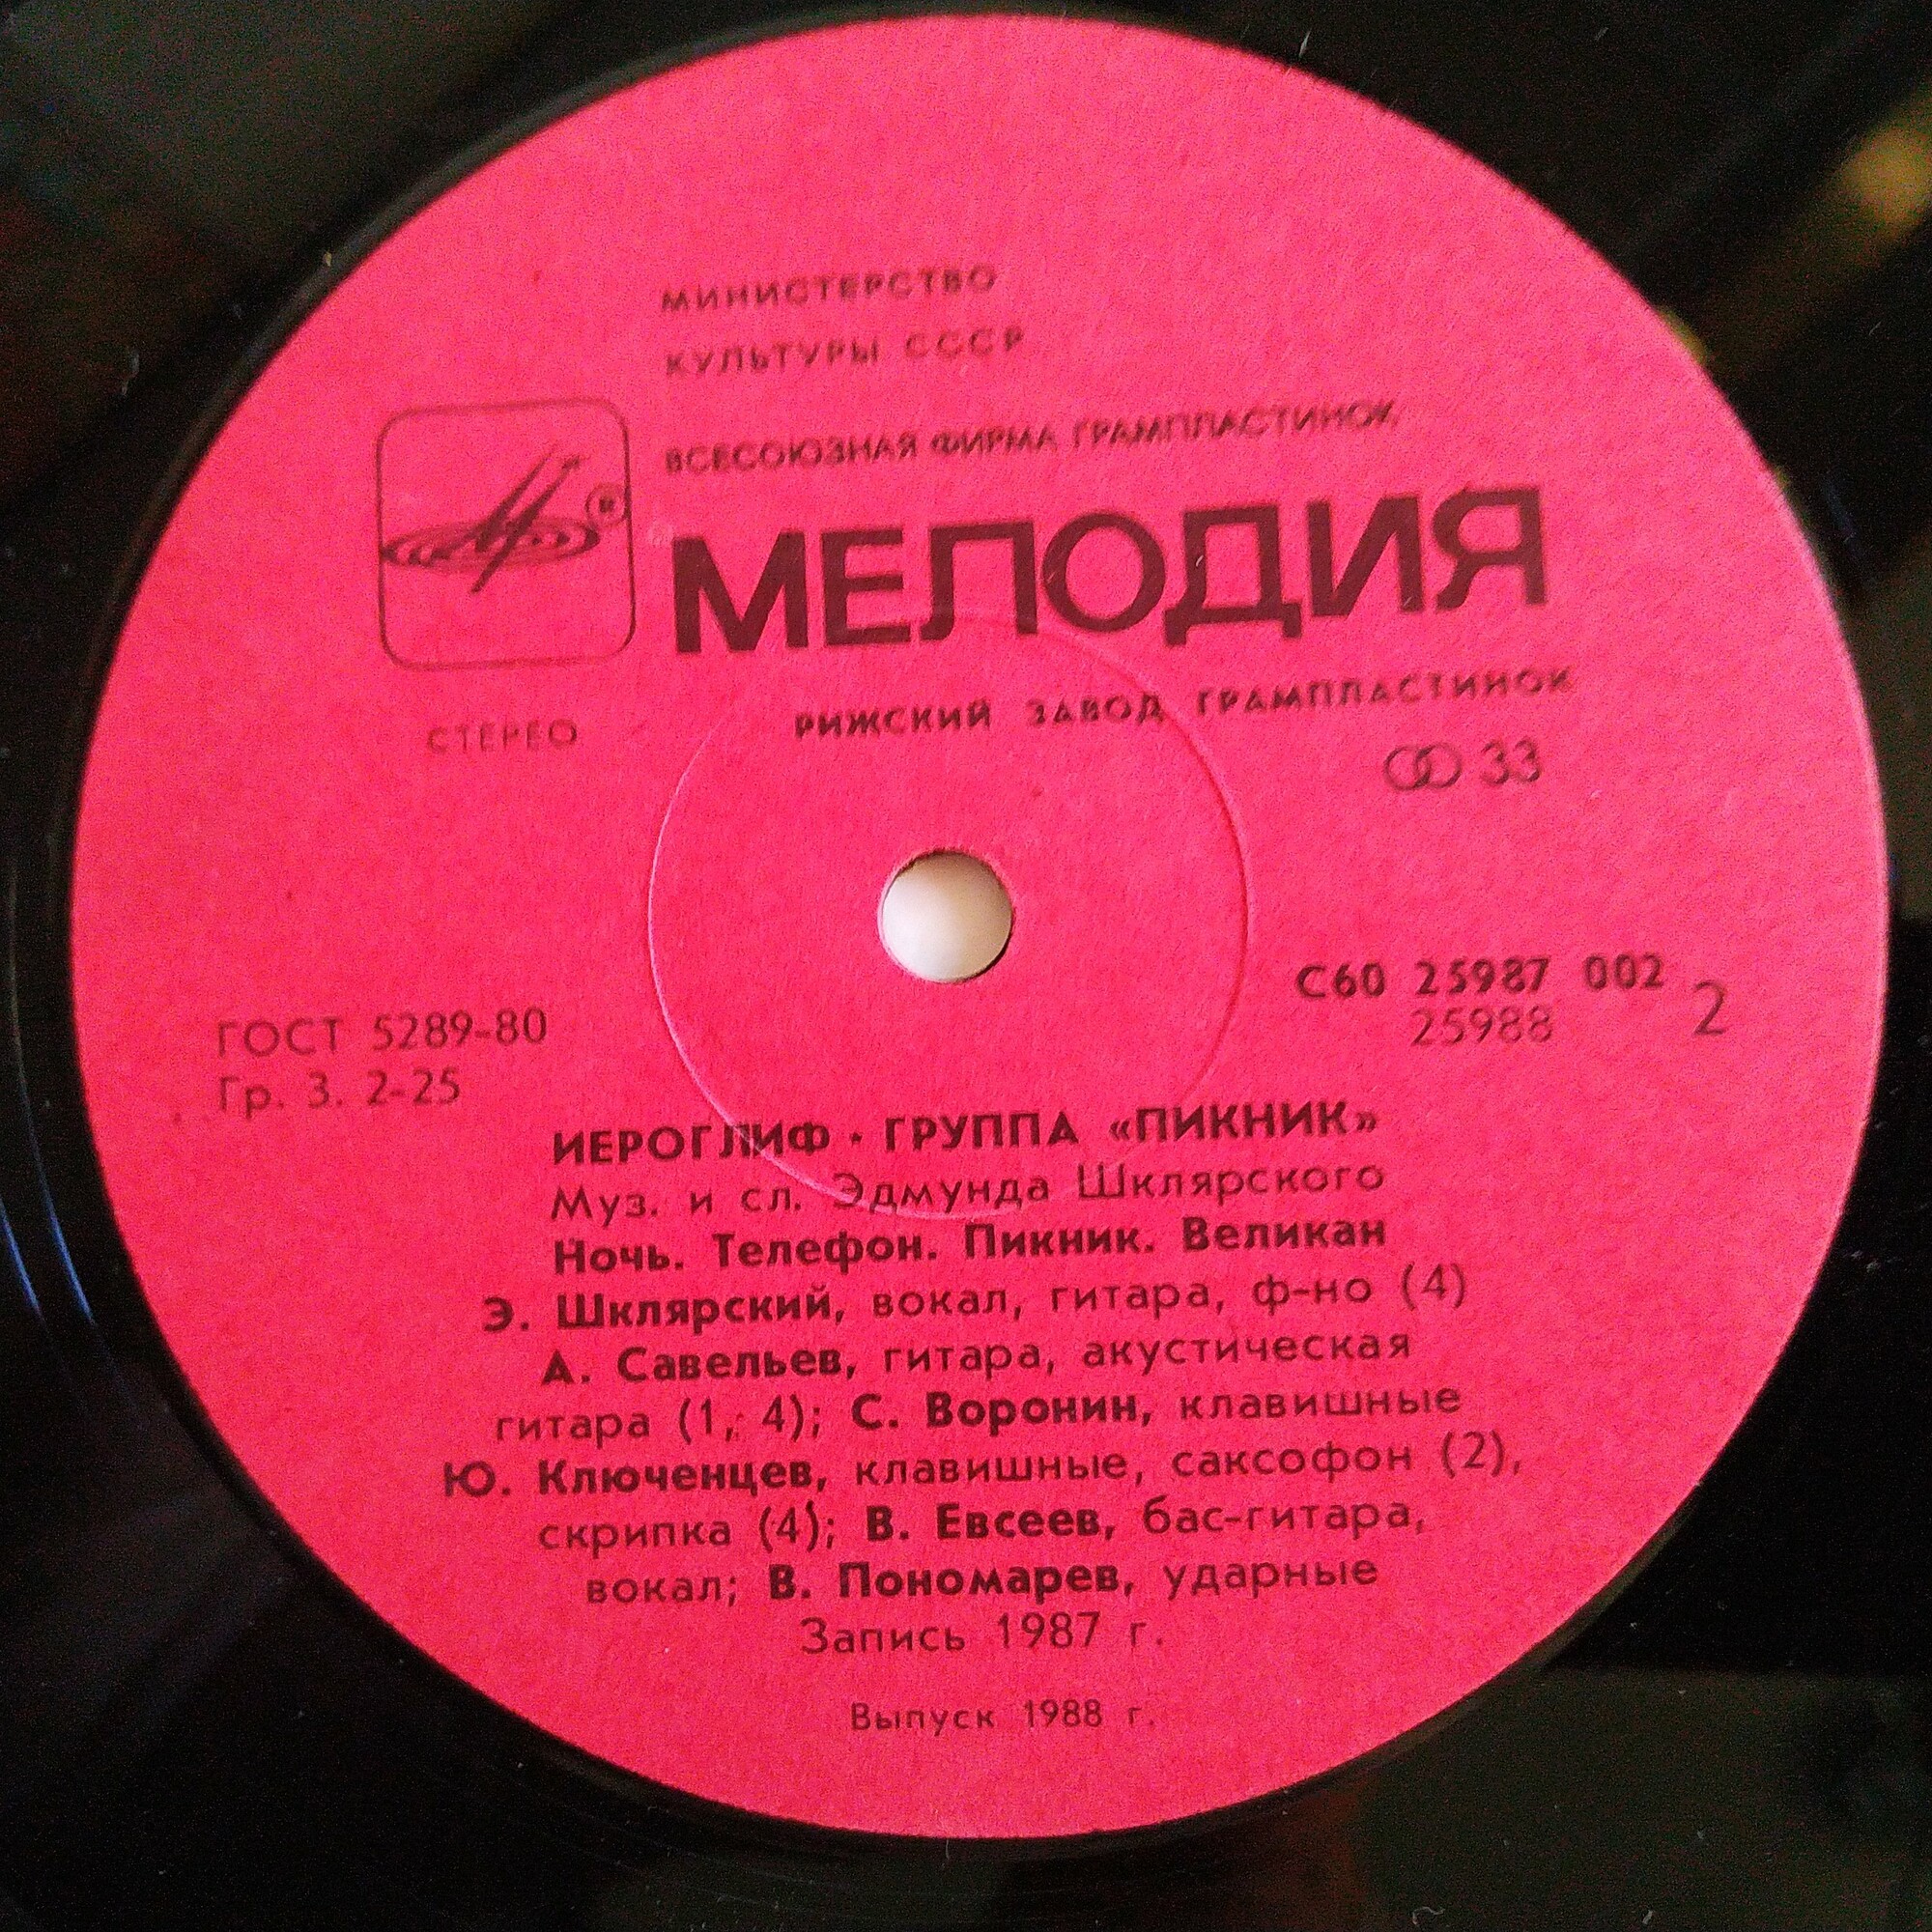 МИНИСТЕРСТВО
КУЛЬТУРЫ СССР
ВСЕСОЮЗНАЯ ФИРМА ГРАМПЛАСТИНОК
®
МЕЛОДИЯ
СТЕРЕО
РИЖСКИЙ ЗАВОД ГРАМПЛАСТИНОК
33
С60 25987 002
25988
2
ГОСТ 5289-80
Гр. 3. 2-25
ИЕРОГЛИФ · ГРУППА «ПИКНИК»
Муз. и сл. Эдмунда Шклярского
Ночь. Телефон. Пикник. Великан
Э. Шклярский, вокал, гитара, ф-но (4)
А. Савельев, гитара, акустическая
гитара (1, 4); С. Воронин, клавишные
Ю. Ключенцев, клавишные, саксофон (2),
скрипка (4); В. Евсеев, бас-гитара,
вокал; В. Пономарев, ударные
Запись 1987 г.
Выпуск 1988 г.